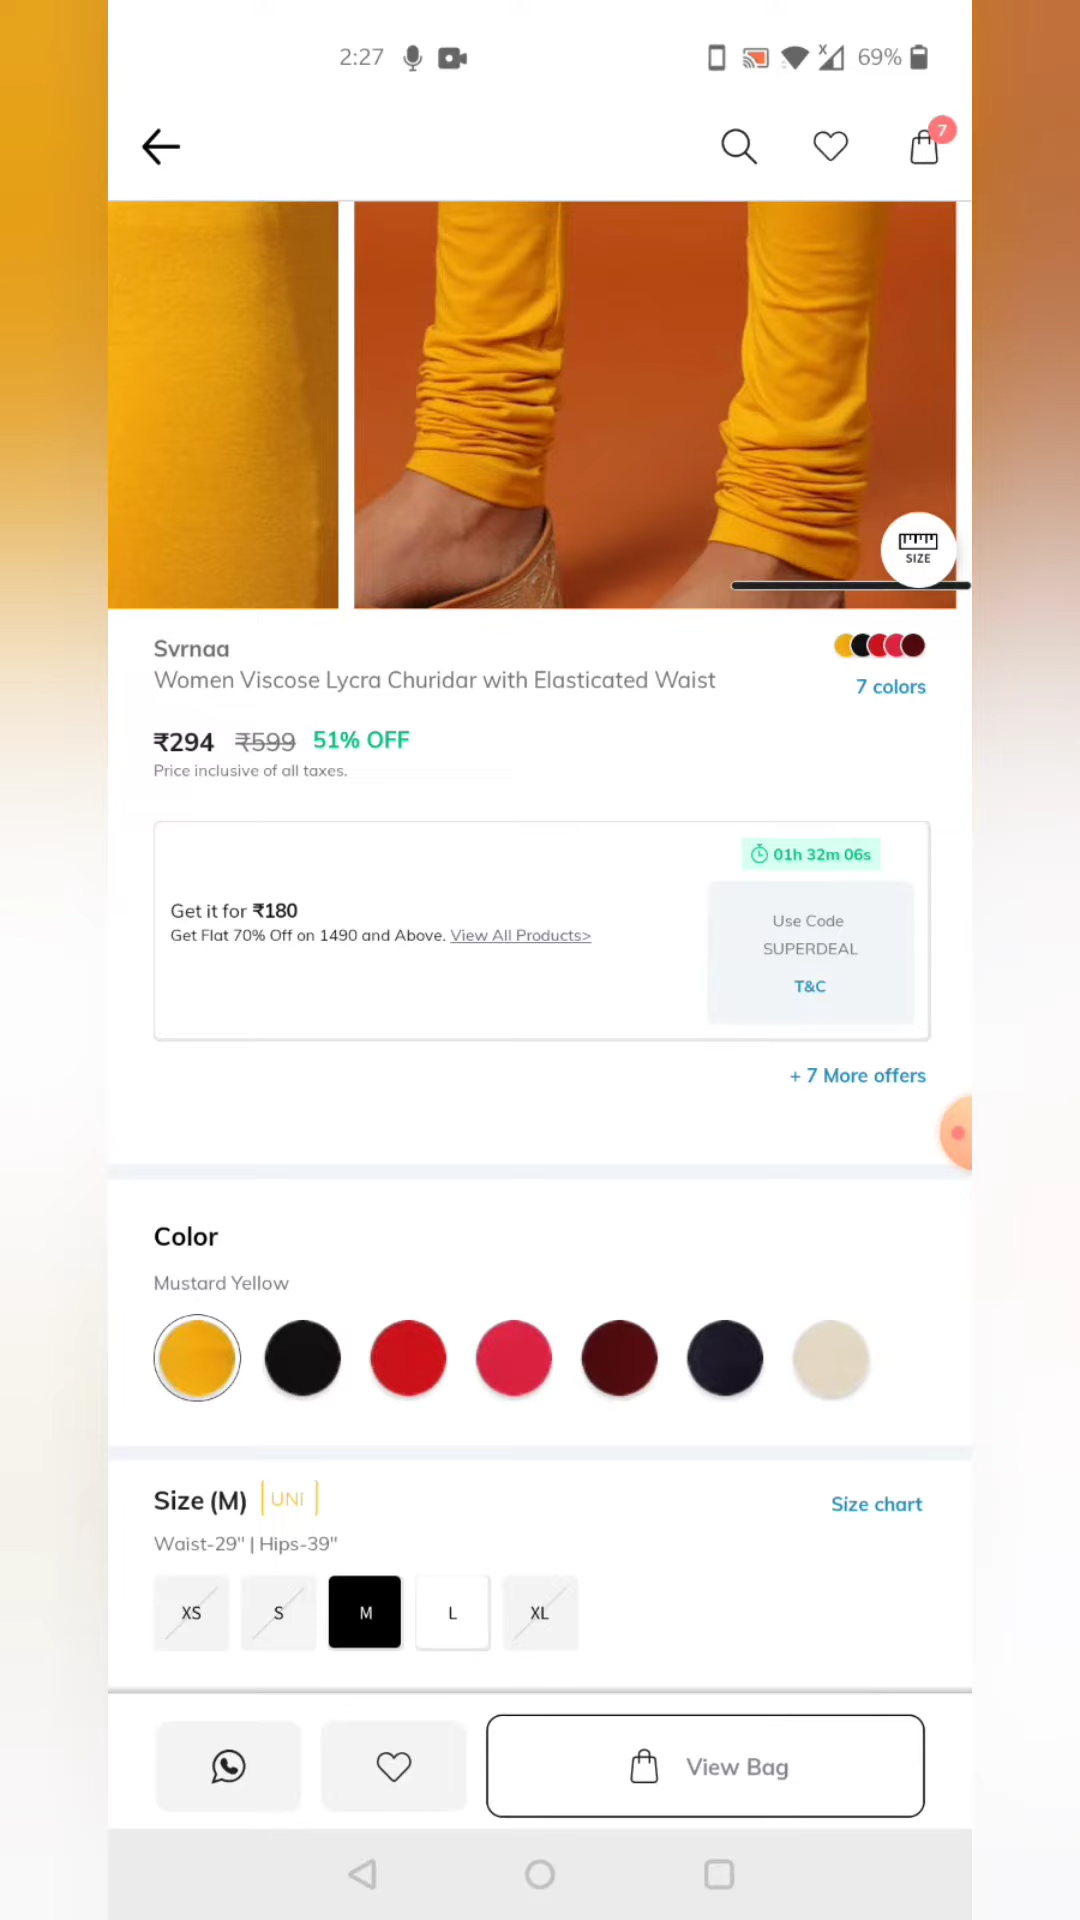 2:27
69%
7
SIZE
Svrnaa
Women Viscose Lycra Churidar with Elasticated Waist
7 colors
₹294 ₹599 51% OFF
Price inclusive of all taxes.
01h 32m 06s
Get it for ₹180
Get Flat 70% Off on 1490 and Above. View All Products>
Use Code
SUPERDEAL
T&C
+ 7 More offers
Color
Mustard Yellow
Size (M) UNI
Size chart
Waist-29" | Hips-39"
XS S M L XL
View Bag